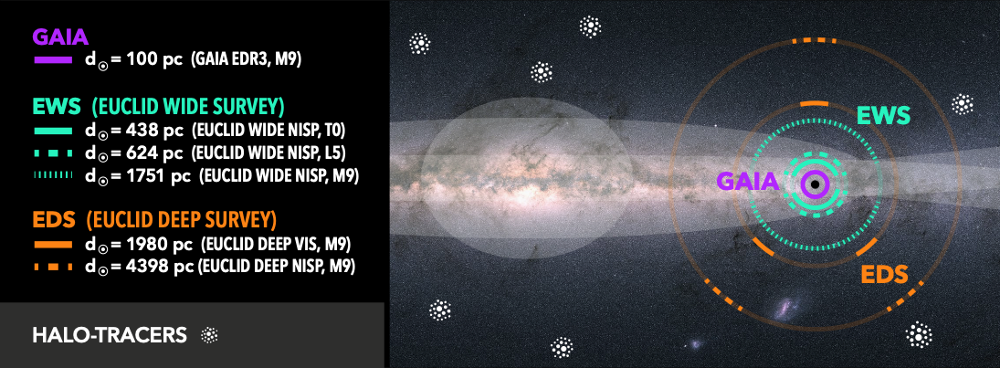 GAIA
d☉= 100 pc (GAIA EDR3, M9)
EWS (EUCLID WIDE SURVEY)
d☉= 438 pc (EUCLID WIDE NISP, T0)
d☉= 624 pc (EUCLID WIDE NISP, L5)
d☉= 1751 pc (EUCLID WIDE NISP, M9)
EDS (EUCLID DEEP SURVEY)
d☉= 1980 pc (EUCLID DEEP VIS, M9)
d☉= 4398 pc (EUCLID DEEP NISP, M9)
HALO-TRACERS
EWS
GAIA
EDS